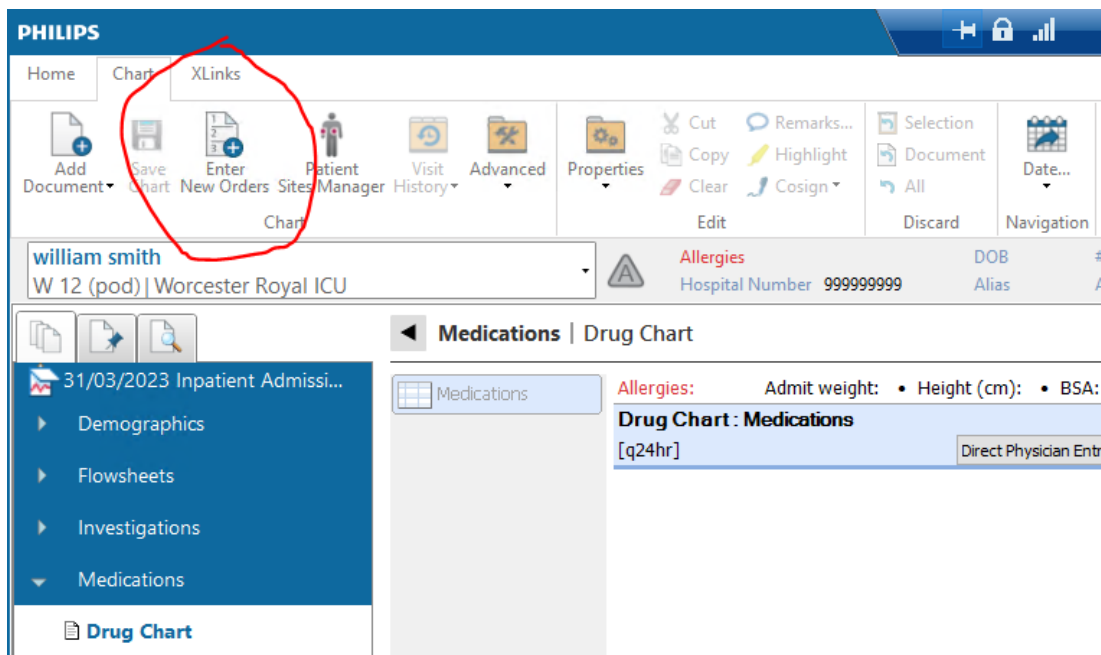 PHILIPS
Home Chart XLinks
Add Document
Save Chart
Enter New Orders
Patient Sites Manager
Visit History
Advanced
Properties
Cut
Copy
Clear
Remarks...
Highlight
Cosign
Selection
Document
All
Date...
Chart Edit Discard Navigation
william smith
W 12 (pod) | Worcester Royal ICU
Allergies DOB
Hospital Number 999999999 Alias
Medications | Drug Chart
31/03/2023 Inpatient Admissi...
Demographics
Flowsheets
Investigations
Medications
Drug Chart
Medications
Allergies: Admit weight: • Height (cm): • BSA:
Drug Chart : Medications
[q24hr] Direct Physician Entr